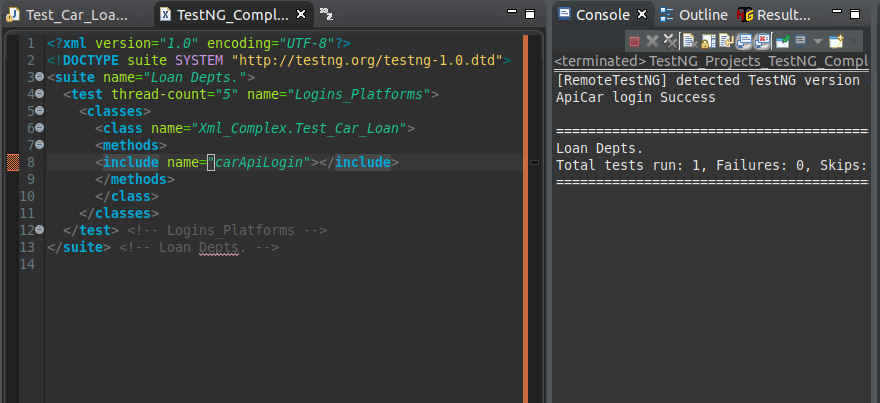 Test_Car_Loa...
TestNG_Compl...
Console
Outline
Result...
1 <?xml version="1.0" encoding="UTF-8"?>
2 <!DOCTYPE suite SYSTEM "http://testng.org/testng-1.0.dtd">
3 <suite name="Loan Depts.">
4 <test thread-count="5" name="Logins_Platforms">
5 <classes>
6 <class name="Xml_Complex.Test_Car_Loan">
7 <methods>
8 <include name="carApiLogin"></include>
9 </methods>
10 </class>
11 </classes>
12 </test> <!-- Logins_Platforms -->
13 </suite> <!-- Loan Depts. -->
14
<terminated> TestNG_Projects_TestNG_Compl
[RemoteTestNG] detected TestNG version
ApiCar login Success
=======================================
Loan Depts.
Total tests run: 1, Failures: 0, Skips:
=======================================